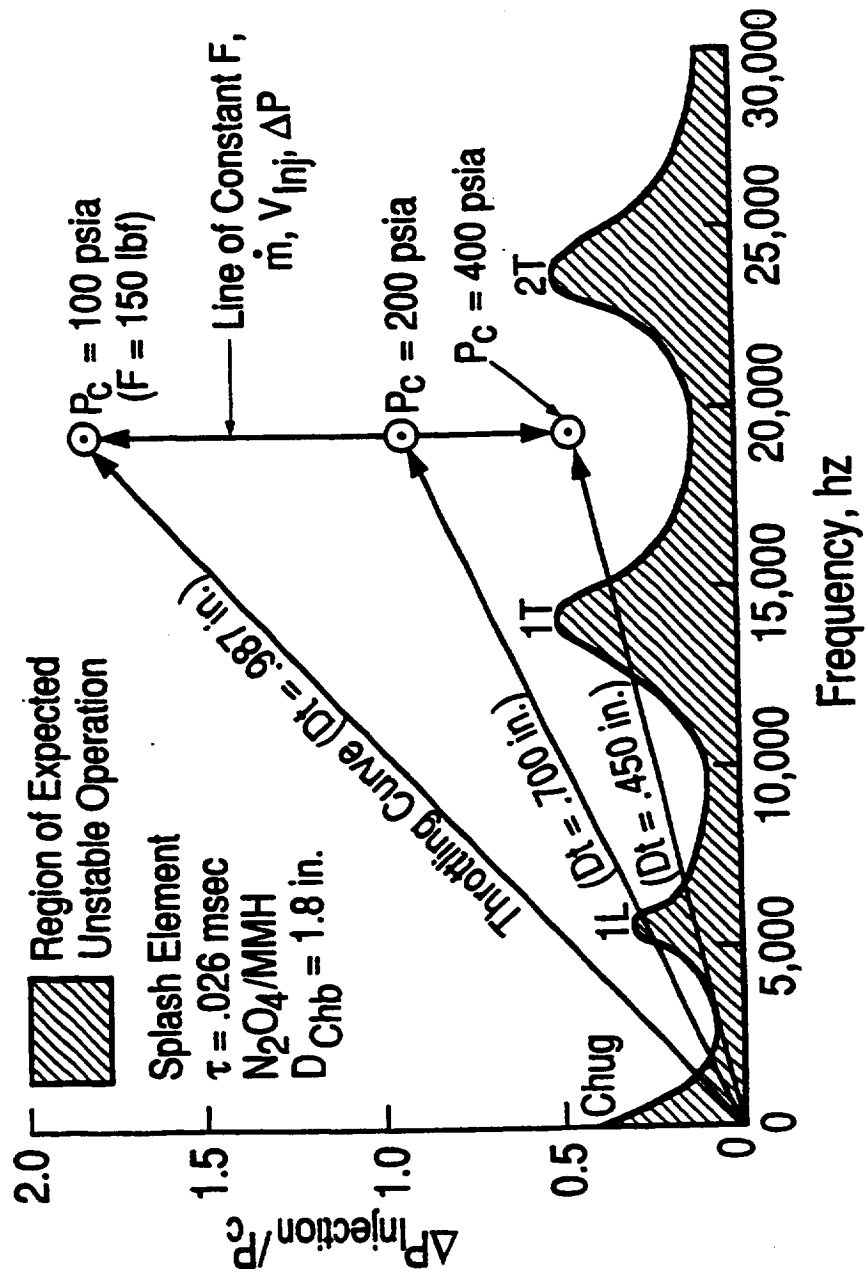 Region of Expected
Unstable Operation
Splash Element
τ = .026 msec
N2O4/MMH
DChb = 1.8 in.
PC = 100 psia
(F = 150 lbf)
Line of Constant F,
ṁ, VInj, ΔP
PC = 200 psia
PC = 400 psia
Throttling Curve (Dt = .987 in.)
(Dt = .700 in.)
(Dt = .450 in.)
Chug
1L
1T
2T
ΔPInjection/Pc
2.0
1.5
1.0
0.5
0
0
5,000
10,000
15,000
20,000
25,000
30,000
Frequency, hz